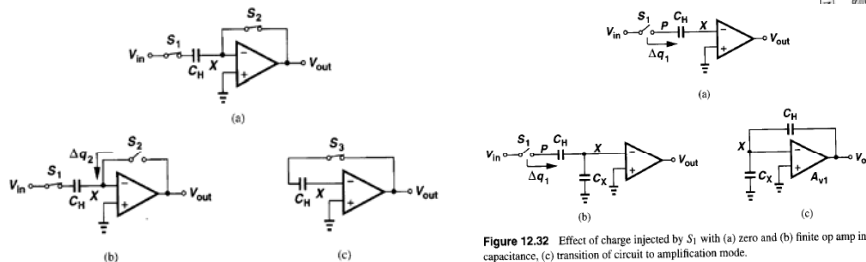 S2
S1
Vin
CH
X
Vout
(a)
Δq2
S2
S1
Vin
CH
X
Vout
(b)
S3
CH
X
Vout
(c)
S1
CH
Vin
P
X
Vout
Δq1
(a)
S1
CH
Vin
P
X
Vout
Δq1
CX
(b)
CH
X
CX
Av1
Vo
(c)
Figure 12.32 Effect of charge injected by S1 with (a) zero and (b) finite op amp in
capacitance, (c) transition of circuit to amplification mode.